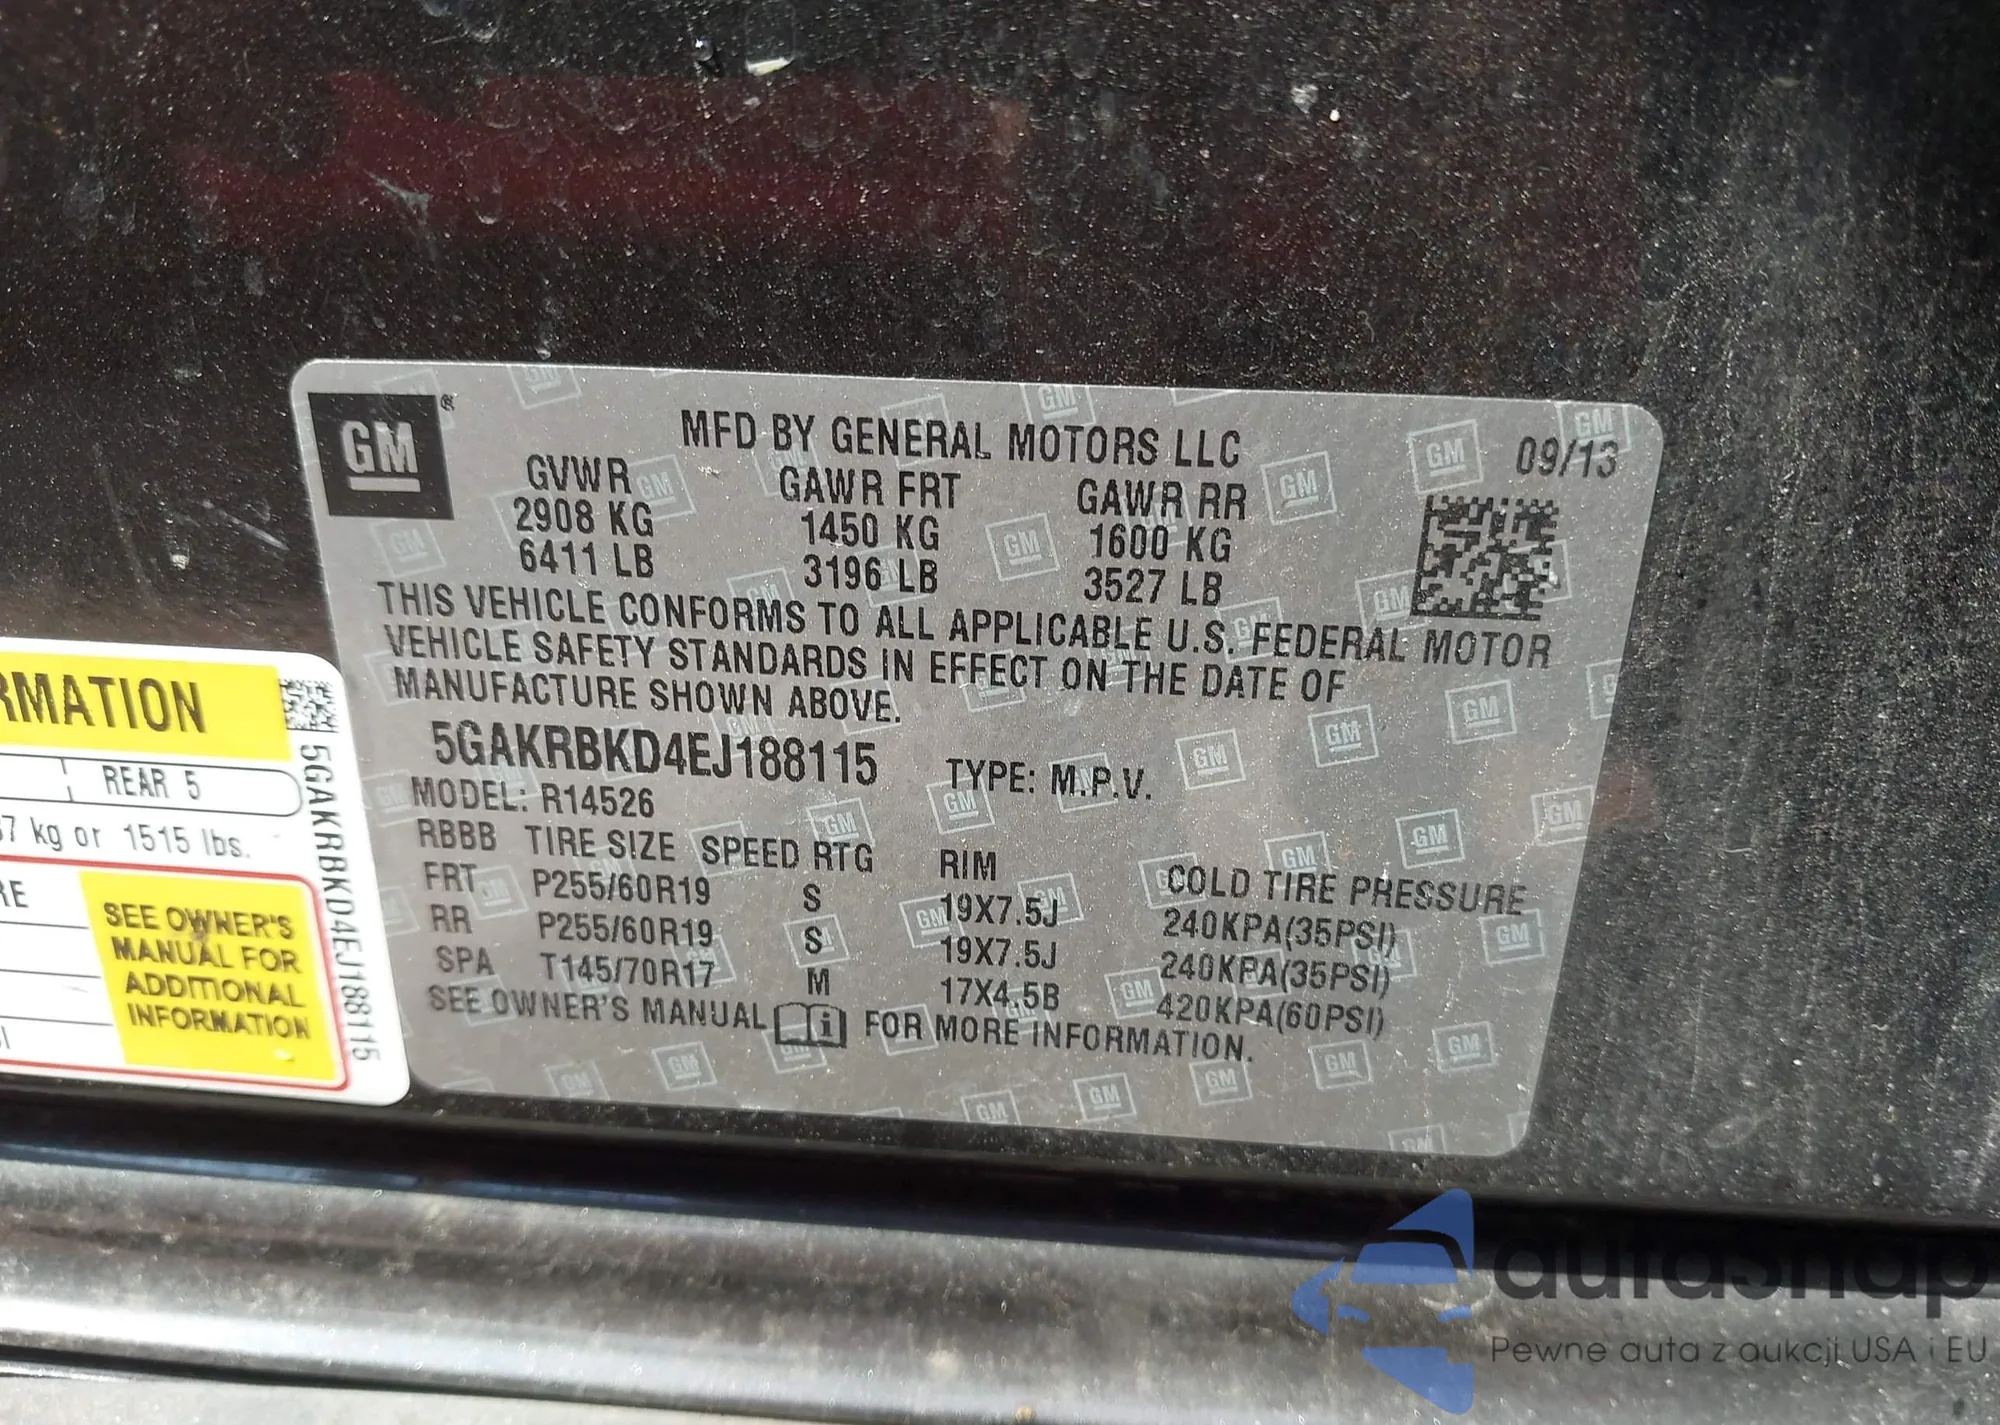 GM
®
MFD BY GENERAL MOTORS LLC
09/13
GVWR GAWR FRT GAWR RR
2908 KG 1450 KG 1600 KG
6411 LB 3196 LB 3527 LB
THIS VEHICLE CONFORMS TO ALL APPLICABLE U.S. FEDERAL MOTOR
VEHICLE SAFETY STANDARDS IN EFFECT ON THE DATE OF
MANUFACTURE SHOWN ABOVE.
5GAKRBKD4EJ188115 TYPE: M.P.V.
MODEL: R14526
RBBB TIRE SIZE SPEED RTG RIM COLD TIRE PRESSURE
FRT P255/60R19 S 19X7.5J 240KPA(35PSI)
RR P255/60R19 S 19X7.5J 240KPA(35PSI)
SPA T145/70R17 M 17X4.5B 420KPA(60PSI)
SEE OWNER'S MANUAL i FOR MORE INFORMATION.
RMATION
REAR 5
7 kg or 1515 lbs.
RE
SEE OWNER'S
MANUAL FOR
ADDITIONAL
INFORMATION
5GAKRBKD4EJ188115
autasnap
Pewne auta z aukcji USA i EU